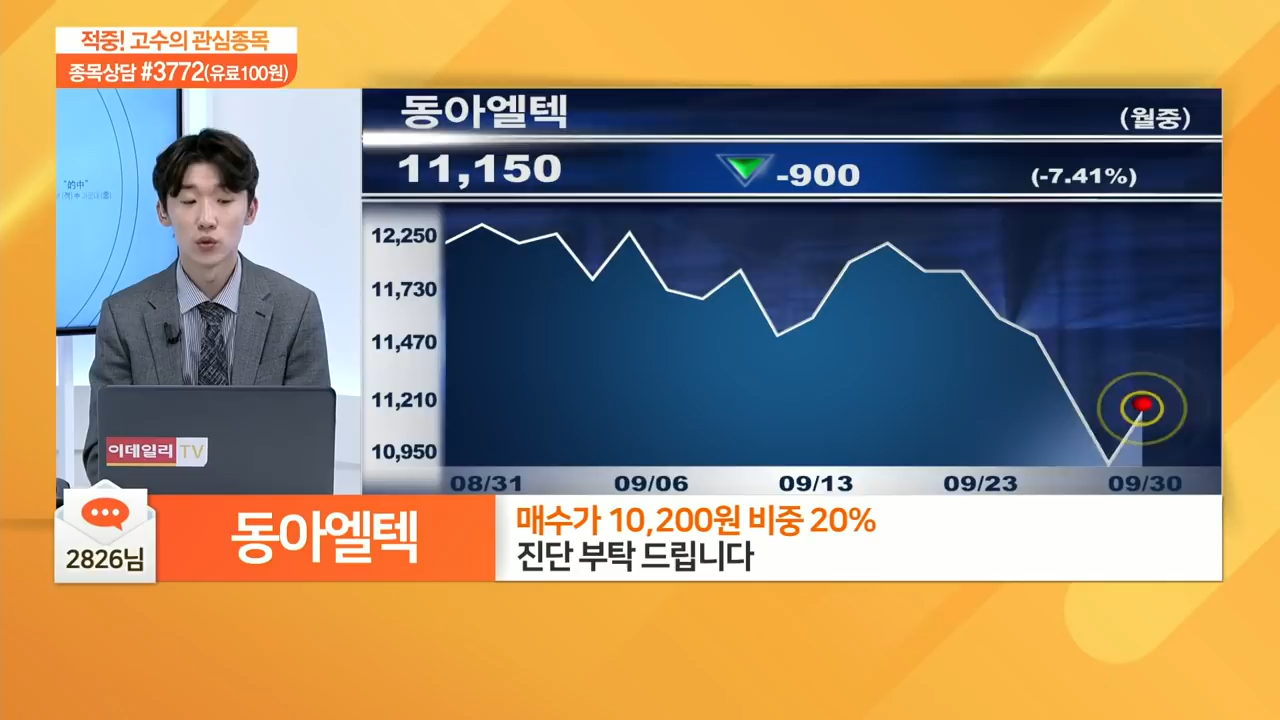 적중! 고수의 관심종목
종목상담 #3772(유료100원)
"的中"
동아엘텍
(월중)
11,150
-900
(-7.41%)
12,250
11,730
11,470
11,210
10,950
08/31
09/06
09/13
09/23
09/30
이데일리 TV
2826님
동아엘텍
매수가 10,200원 비중 20%
진단 부탁 드립니다